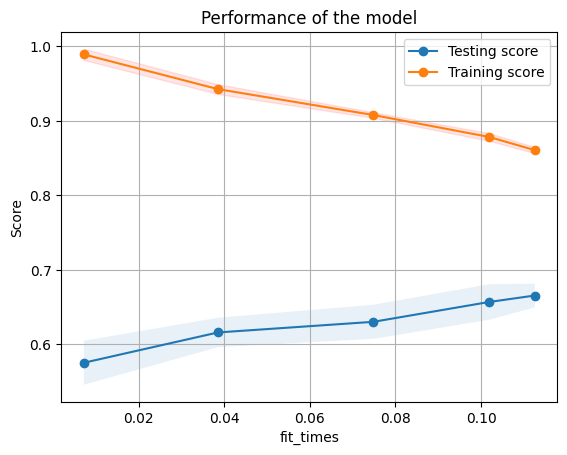 Performance of the model
Testing score
Training score
Score
1.0
0.9
0.8
0.7
0.6
0.02
0.04
0.06
0.08
0.10
fit_times